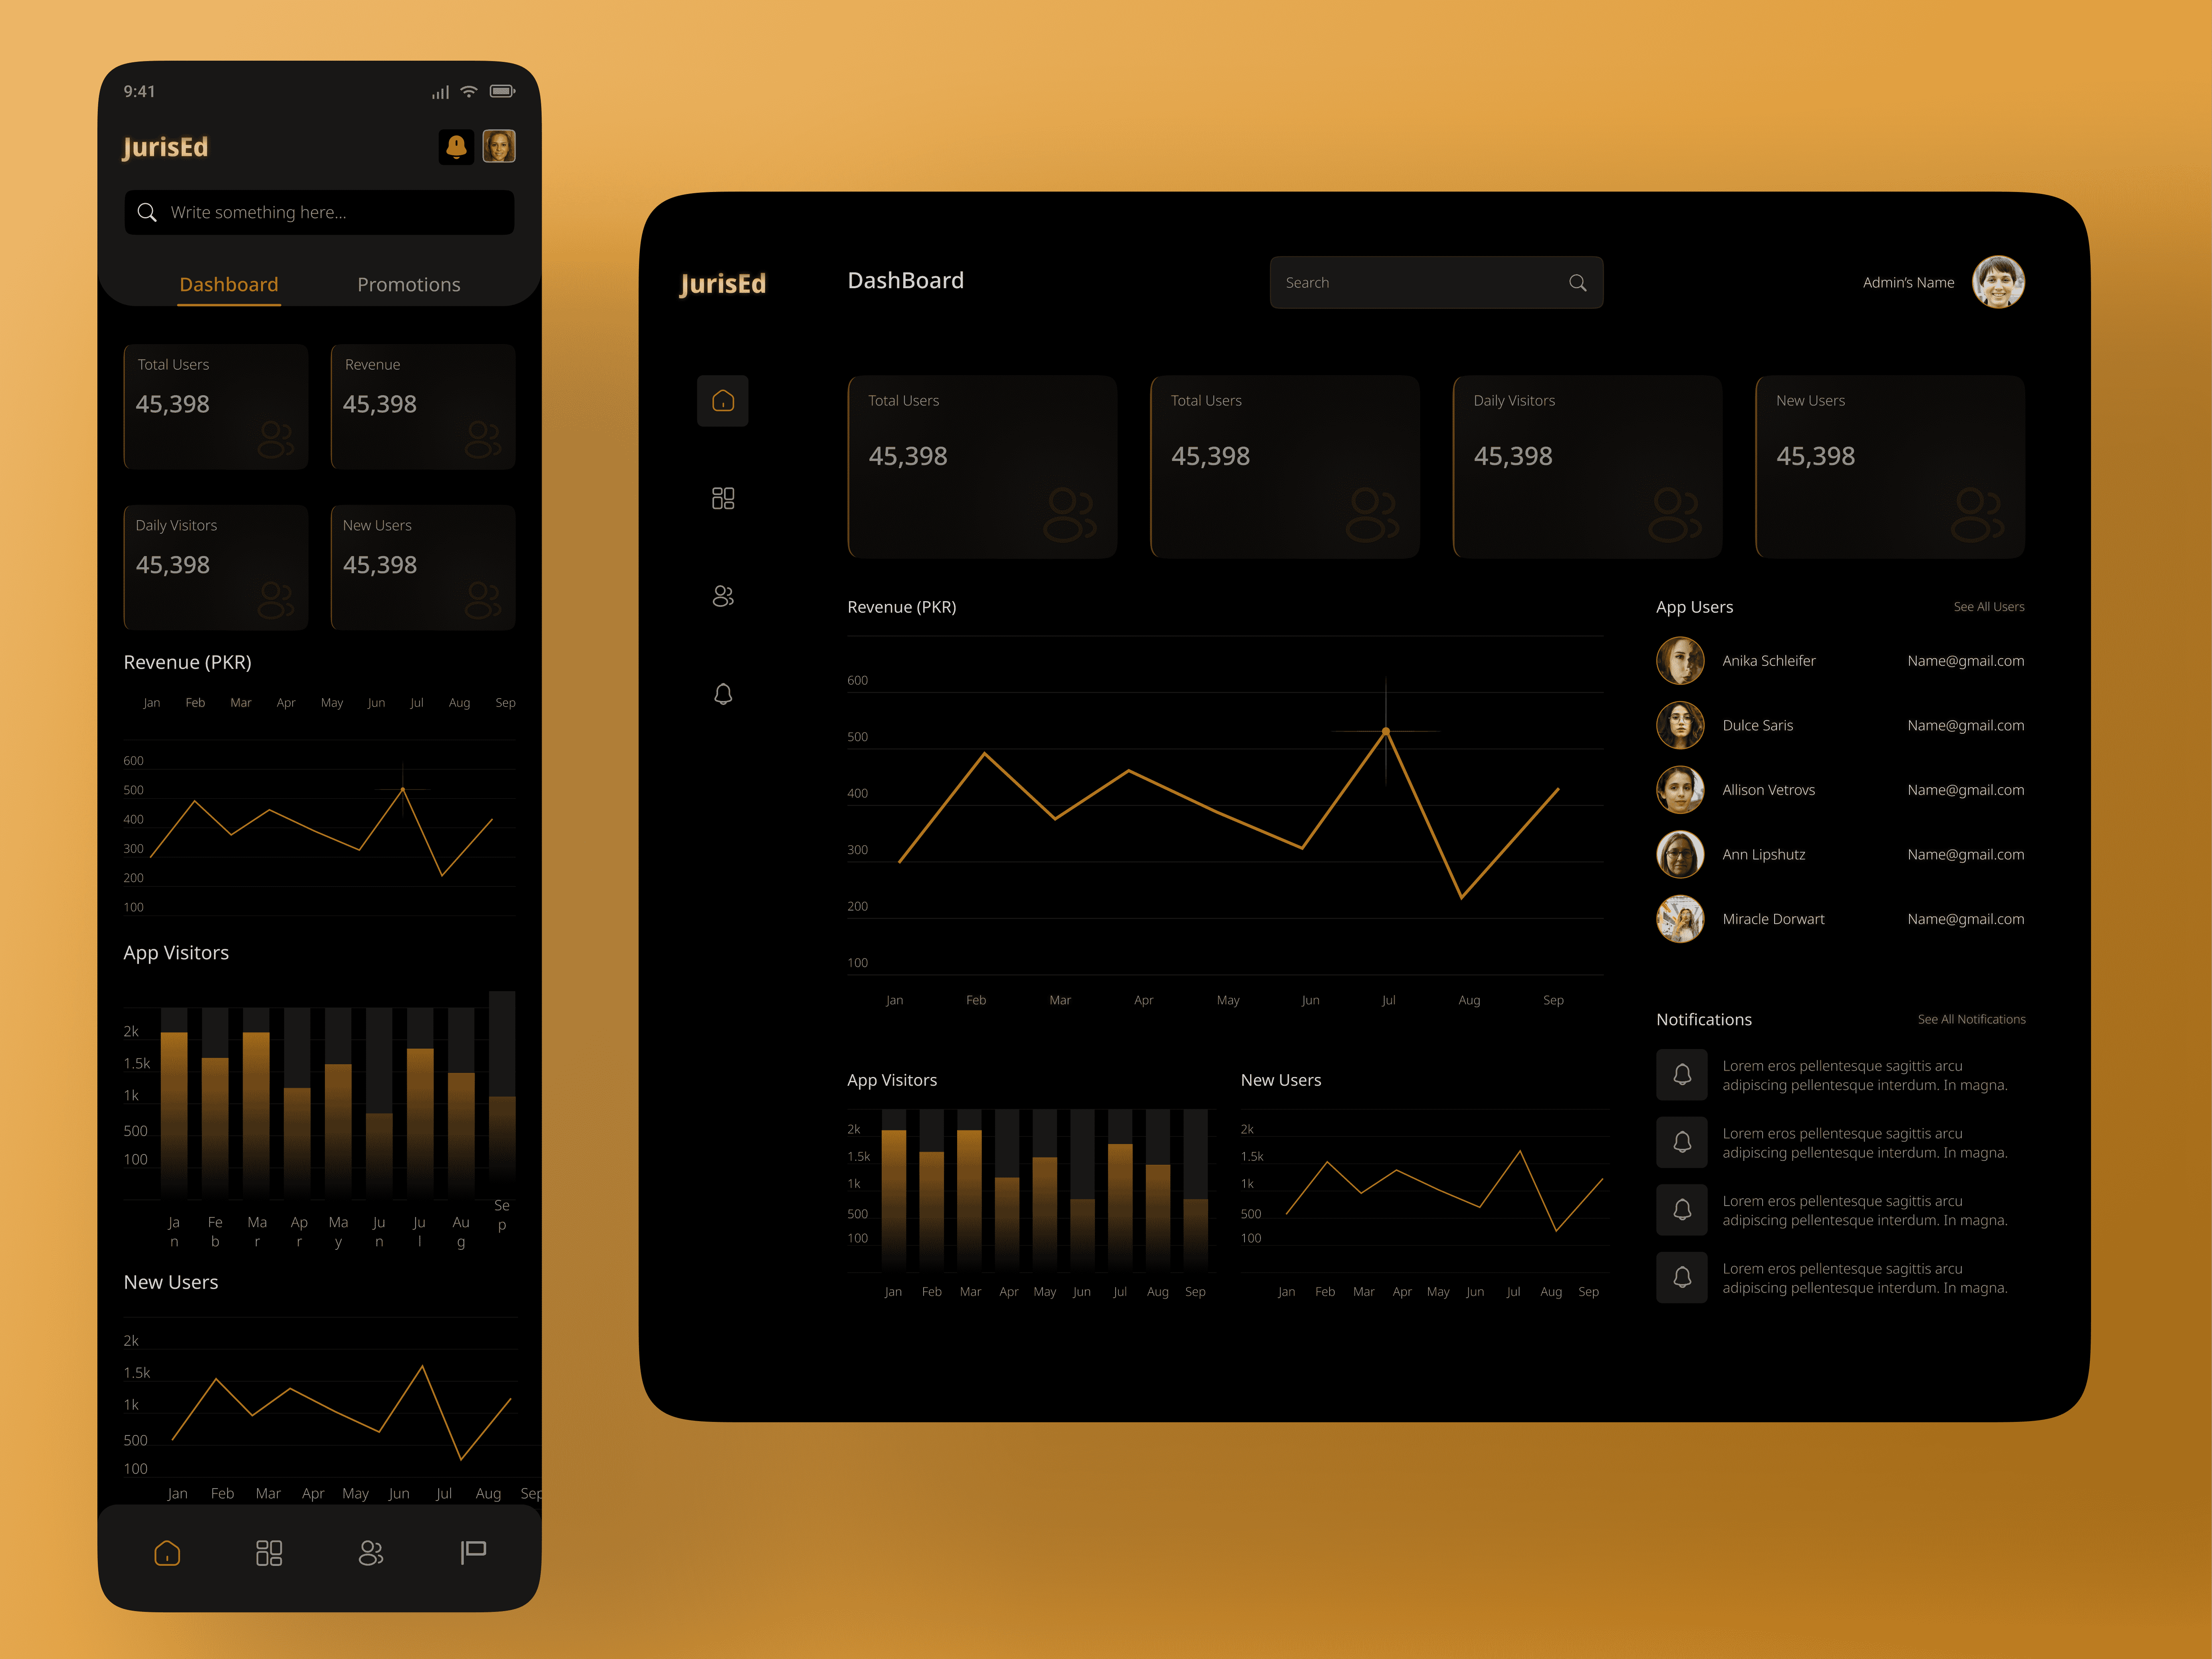 9:41
JurisEd
Write something here...
Dashboard Promotions
Total Users
45,398
Revenue
45,398
Daily Visitors
45,398
New Users
45,398
Revenue (PKR)
Jan Feb Mar Apr May Jun Jul Aug Sep
600
500
400
300
200
100
App Visitors
2k
1.5k
1k
500
100
Ja
n
Fe
b
Ma
r
Ap
r
Ma
y
Ju
n
Ju
l
Au
g
Se
p
New Users
2k
1.5k
1k
500
100
Jan Feb Mar Apr May Jun Jul Aug Sep
JurisEd
DashBoard
Search
Admin's Name
Total Users
45,398
Total Users
45,398
Daily Visitors
45,398
New Users
45,398
Revenue (PKR)
600
500
400
300
200
100
Jan Feb Mar Apr May Jun Jul Aug Sep
App Users See All Users
Anika Schleifer Name@gmail.com
Dulce Saris Name@gmail.com
Allison Vetrovs Name@gmail.com
Ann Lipshutz Name@gmail.com
Miracle Dorwart Name@gmail.com
App Visitors
2k
1.5k
1k
500
100
Jan Feb Mar Apr May Jun Jul Aug Sep
New Users
2k
1.5k
1k
500
100
Jan Feb Mar Apr May Jun Jul Aug Sep
Notifications See All Notifications
Lorem eros pellentesque sagittis arcu
adipiscing pellentesque interdum. In magna.
Lorem eros pellentesque sagittis arcu
adipiscing pellentesque interdum. In magna.
Lorem eros pellentesque sagittis arcu
adipiscing pellentesque interdum. In magna.
Lorem eros pellentesque sagittis arcu
adipiscing pellentesque interdum. In magna.